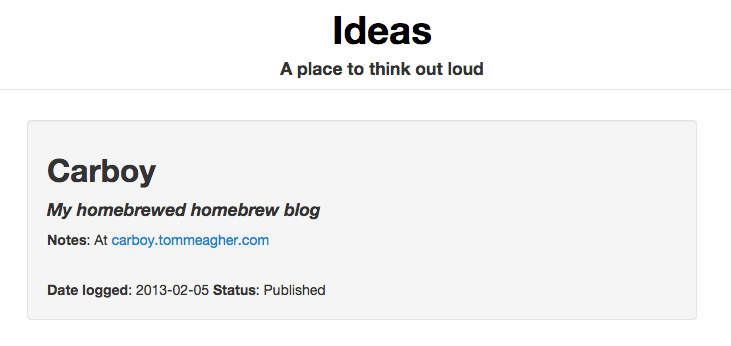 Ideas
A place to think out loud
Carboy
My homebrewed homebrew blog
Notes: At carboy.tommeagher.com
Date logged: 2013-02-05 Status: Published